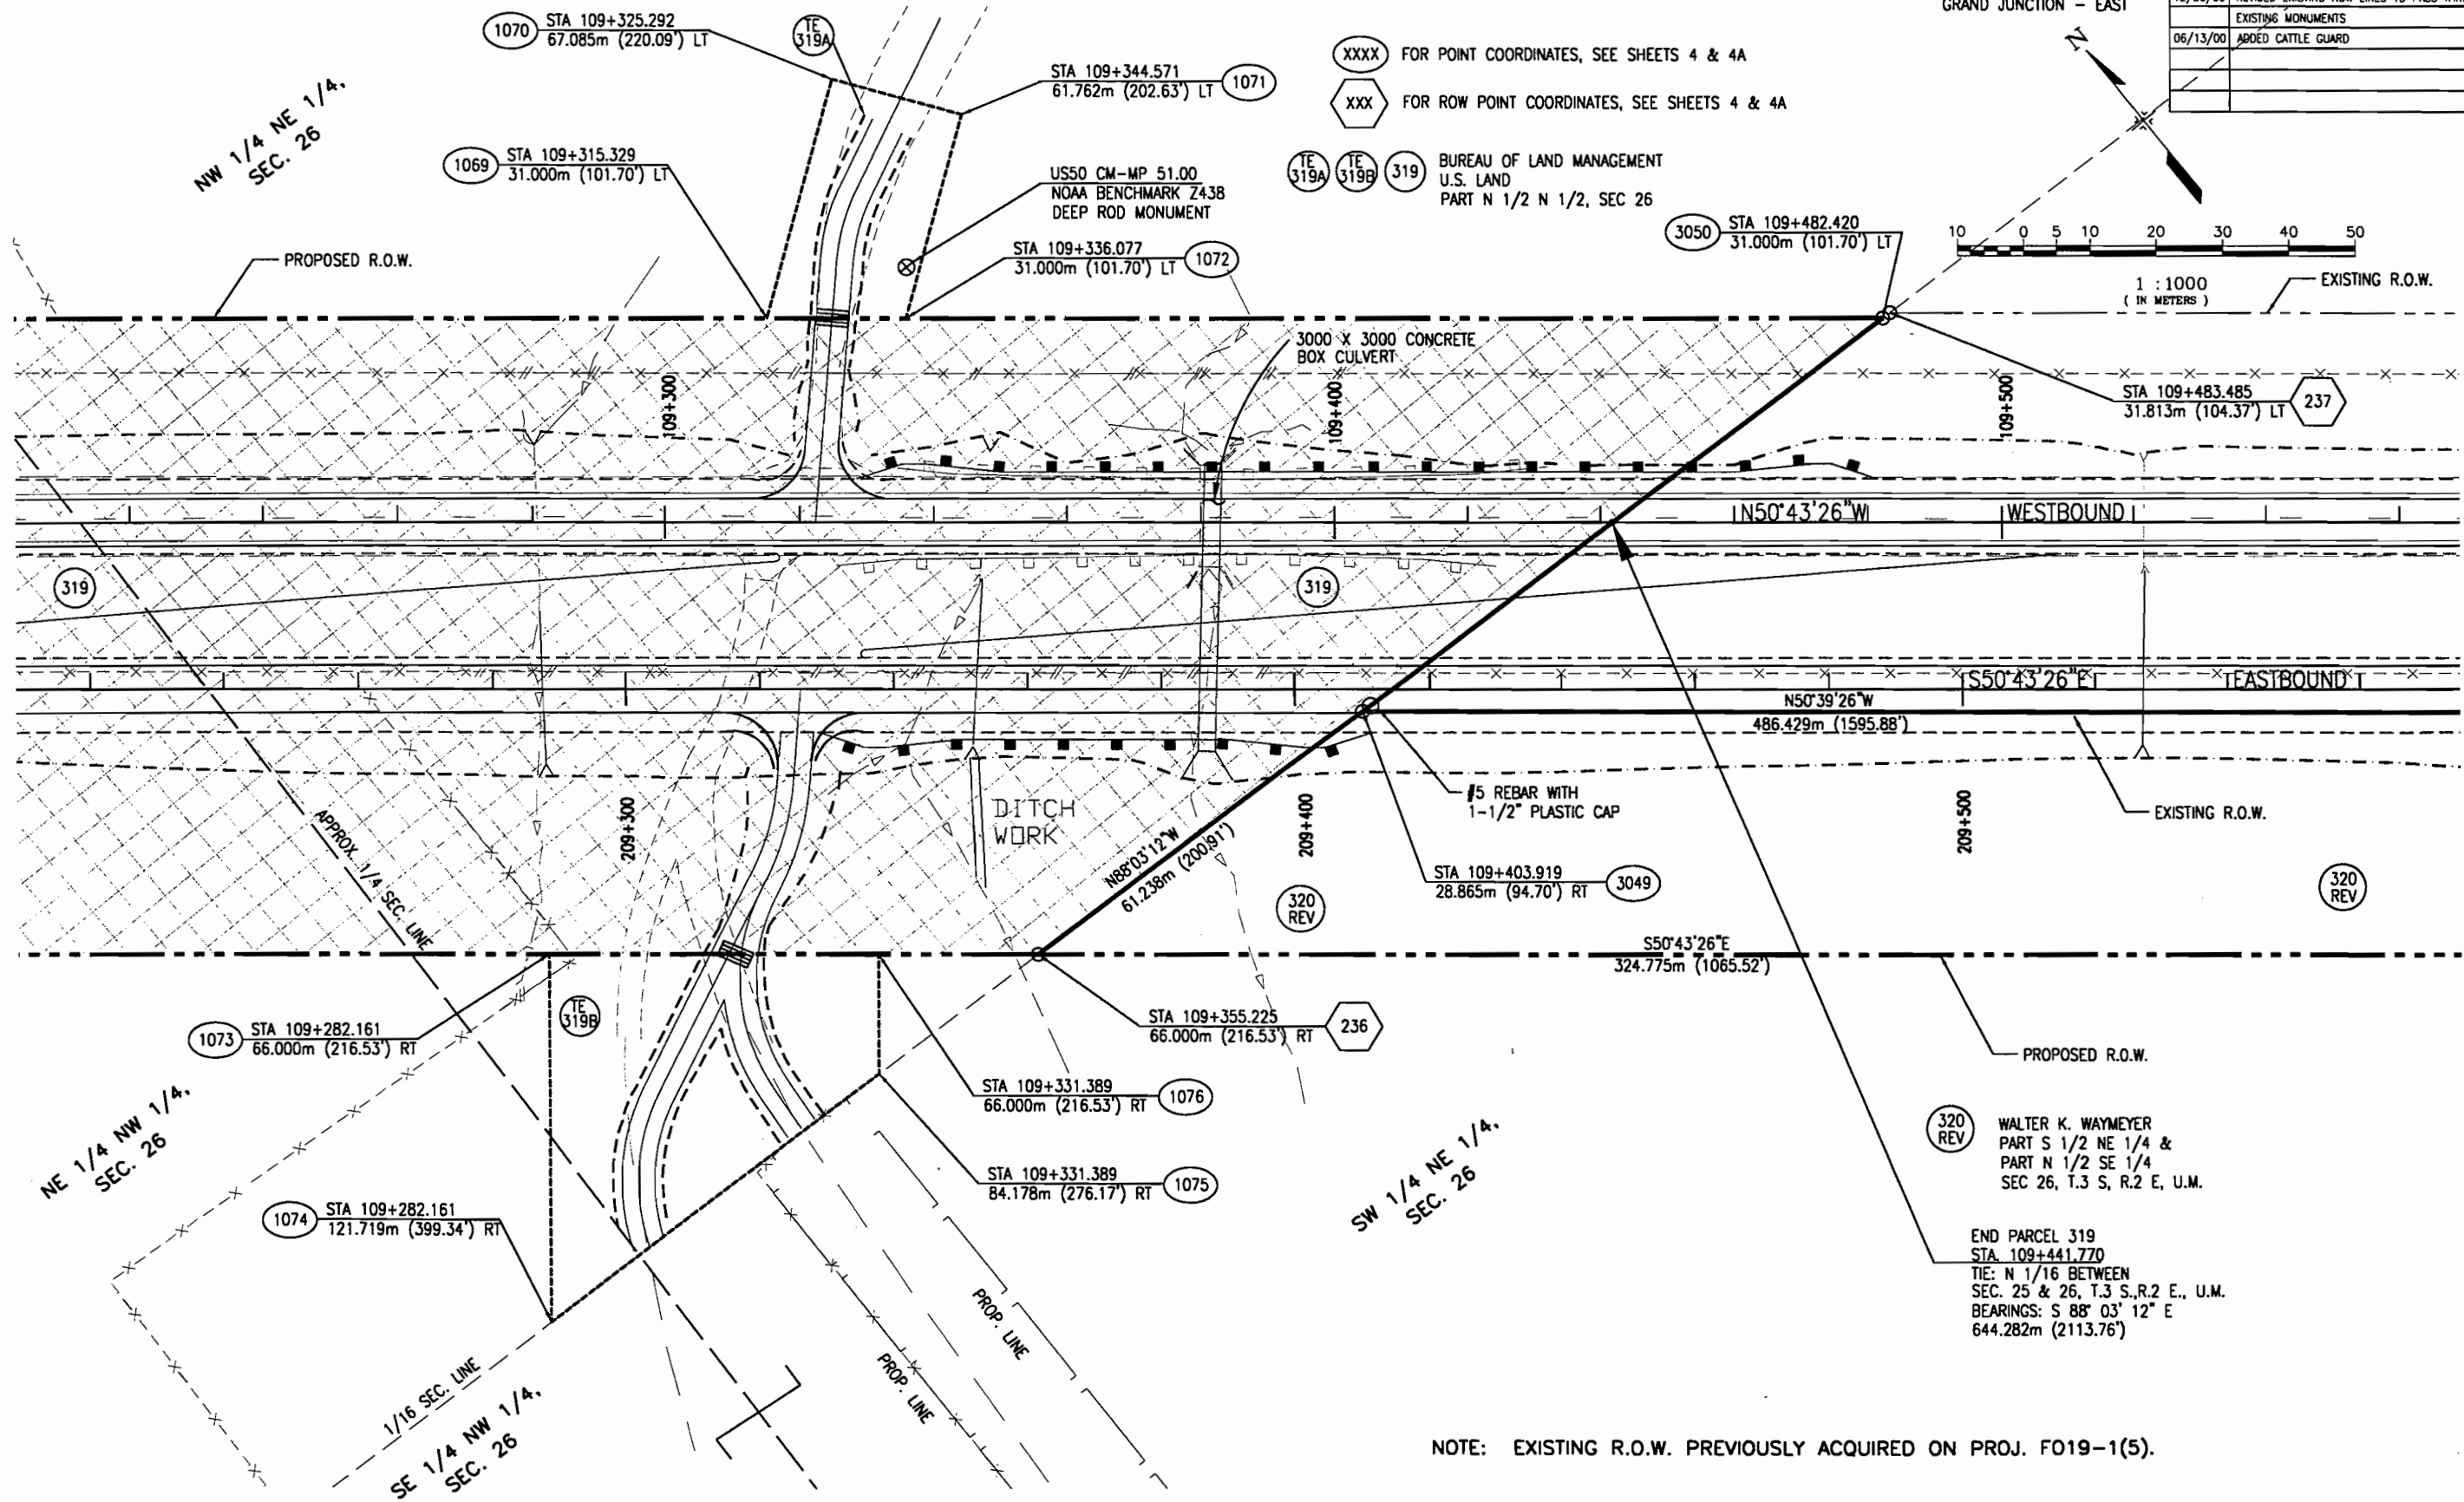 GRAND JUNCTION – EAST
EXISTING MONUMENTS
06/13/00 ADDED CATTLE GUARD
N
1070 STA 109+325.292
67.085m (220.09') LT
TE
319A
STA 109+344.571
61.762m (202.63') LT 1071
XXXX FOR POINT COORDINATES, SEE SHEETS 4 & 4A
XXX FOR ROW POINT COORDINATES, SEE SHEETS 4 & 4A
TE
319A
TE
319B
319
BUREAU OF LAND MANAGEMENT
U.S. LAND
PART N 1/2 N 1/2, SEC 26
NW 1/4 NE 1/4,
SEC. 26
1069 STA 109+315.329
31.000m (101.70') LT
US50 CM-MP 51.00
NOAA BENCHMARK Z438
DEEP ROD MONUMENT
STA 109+336.077
31.000m (101.70') LT 1072
3050 STA 109+482.420
31.000m (101.70') LT
10 0 5 10 20 30 40 50
1 : 1000
( IN METERS )
EXISTING R.O.W.
PROPOSED R.O.W.
3000 X 3000 CONCRETE
BOX CULVERT
109+300
109+400
109+500
STA 109+483.485
31.813m (104.37') LT 237
N50°43'26"W
WESTBOUND
319
319
S50°43'26"E
EASTBOUND
N50°39'26"W
486.429m (1595.88')
#5 REBAR WITH
1-1/2" PLASTIC CAP
EXISTING R.O.W.
DITCH
WORK
209+300
209+400
209+500
APPROX. 1/4 SEC. LINE
N88°03'12"W
61.238m (200.91')
STA 109+403.919
28.865m (94.70') RT 3049
320
REV
320
REV
S50°43'26"E
324.775m (1065.52')
TE
319B
1073 STA 109+282.161
66.000m (216.53') RT
STA 109+355.225
66.000m (216.53') RT 236
PROPOSED R.O.W.
STA 109+331.389
66.000m (216.53') RT 1076
NE 1/4 NW 1/4,
SEC. 26
320
REV
WALTER K. WAYMEYER
PART S 1/2 NE 1/4 &
PART N 1/2 SE 1/4
SEC 26, T.3 S, R.2 E, U.M.
STA 109+331.389
84.178m (276.17') RT 1075
SW 1/4 NE 1/4,
SEC. 26
1074 STA 109+282.161
121.719m (399.34') RT
END PARCEL 319
STA. 109+441.770
TIE: N 1/16 BETWEEN
SEC. 25 & 26, T.3 S.,R.2 E., U.M.
BEARINGS: S 88° 03' 12" E
644.282m (2113.76')
PROP. LINE
PROP. LINE
1/16 SEC. LINE
SE 1/4 NW 1/4,
SEC. 26
NOTE: EXISTING R.O.W. PREVIOUSLY ACQUIRED ON PROJ. F019-1(5).